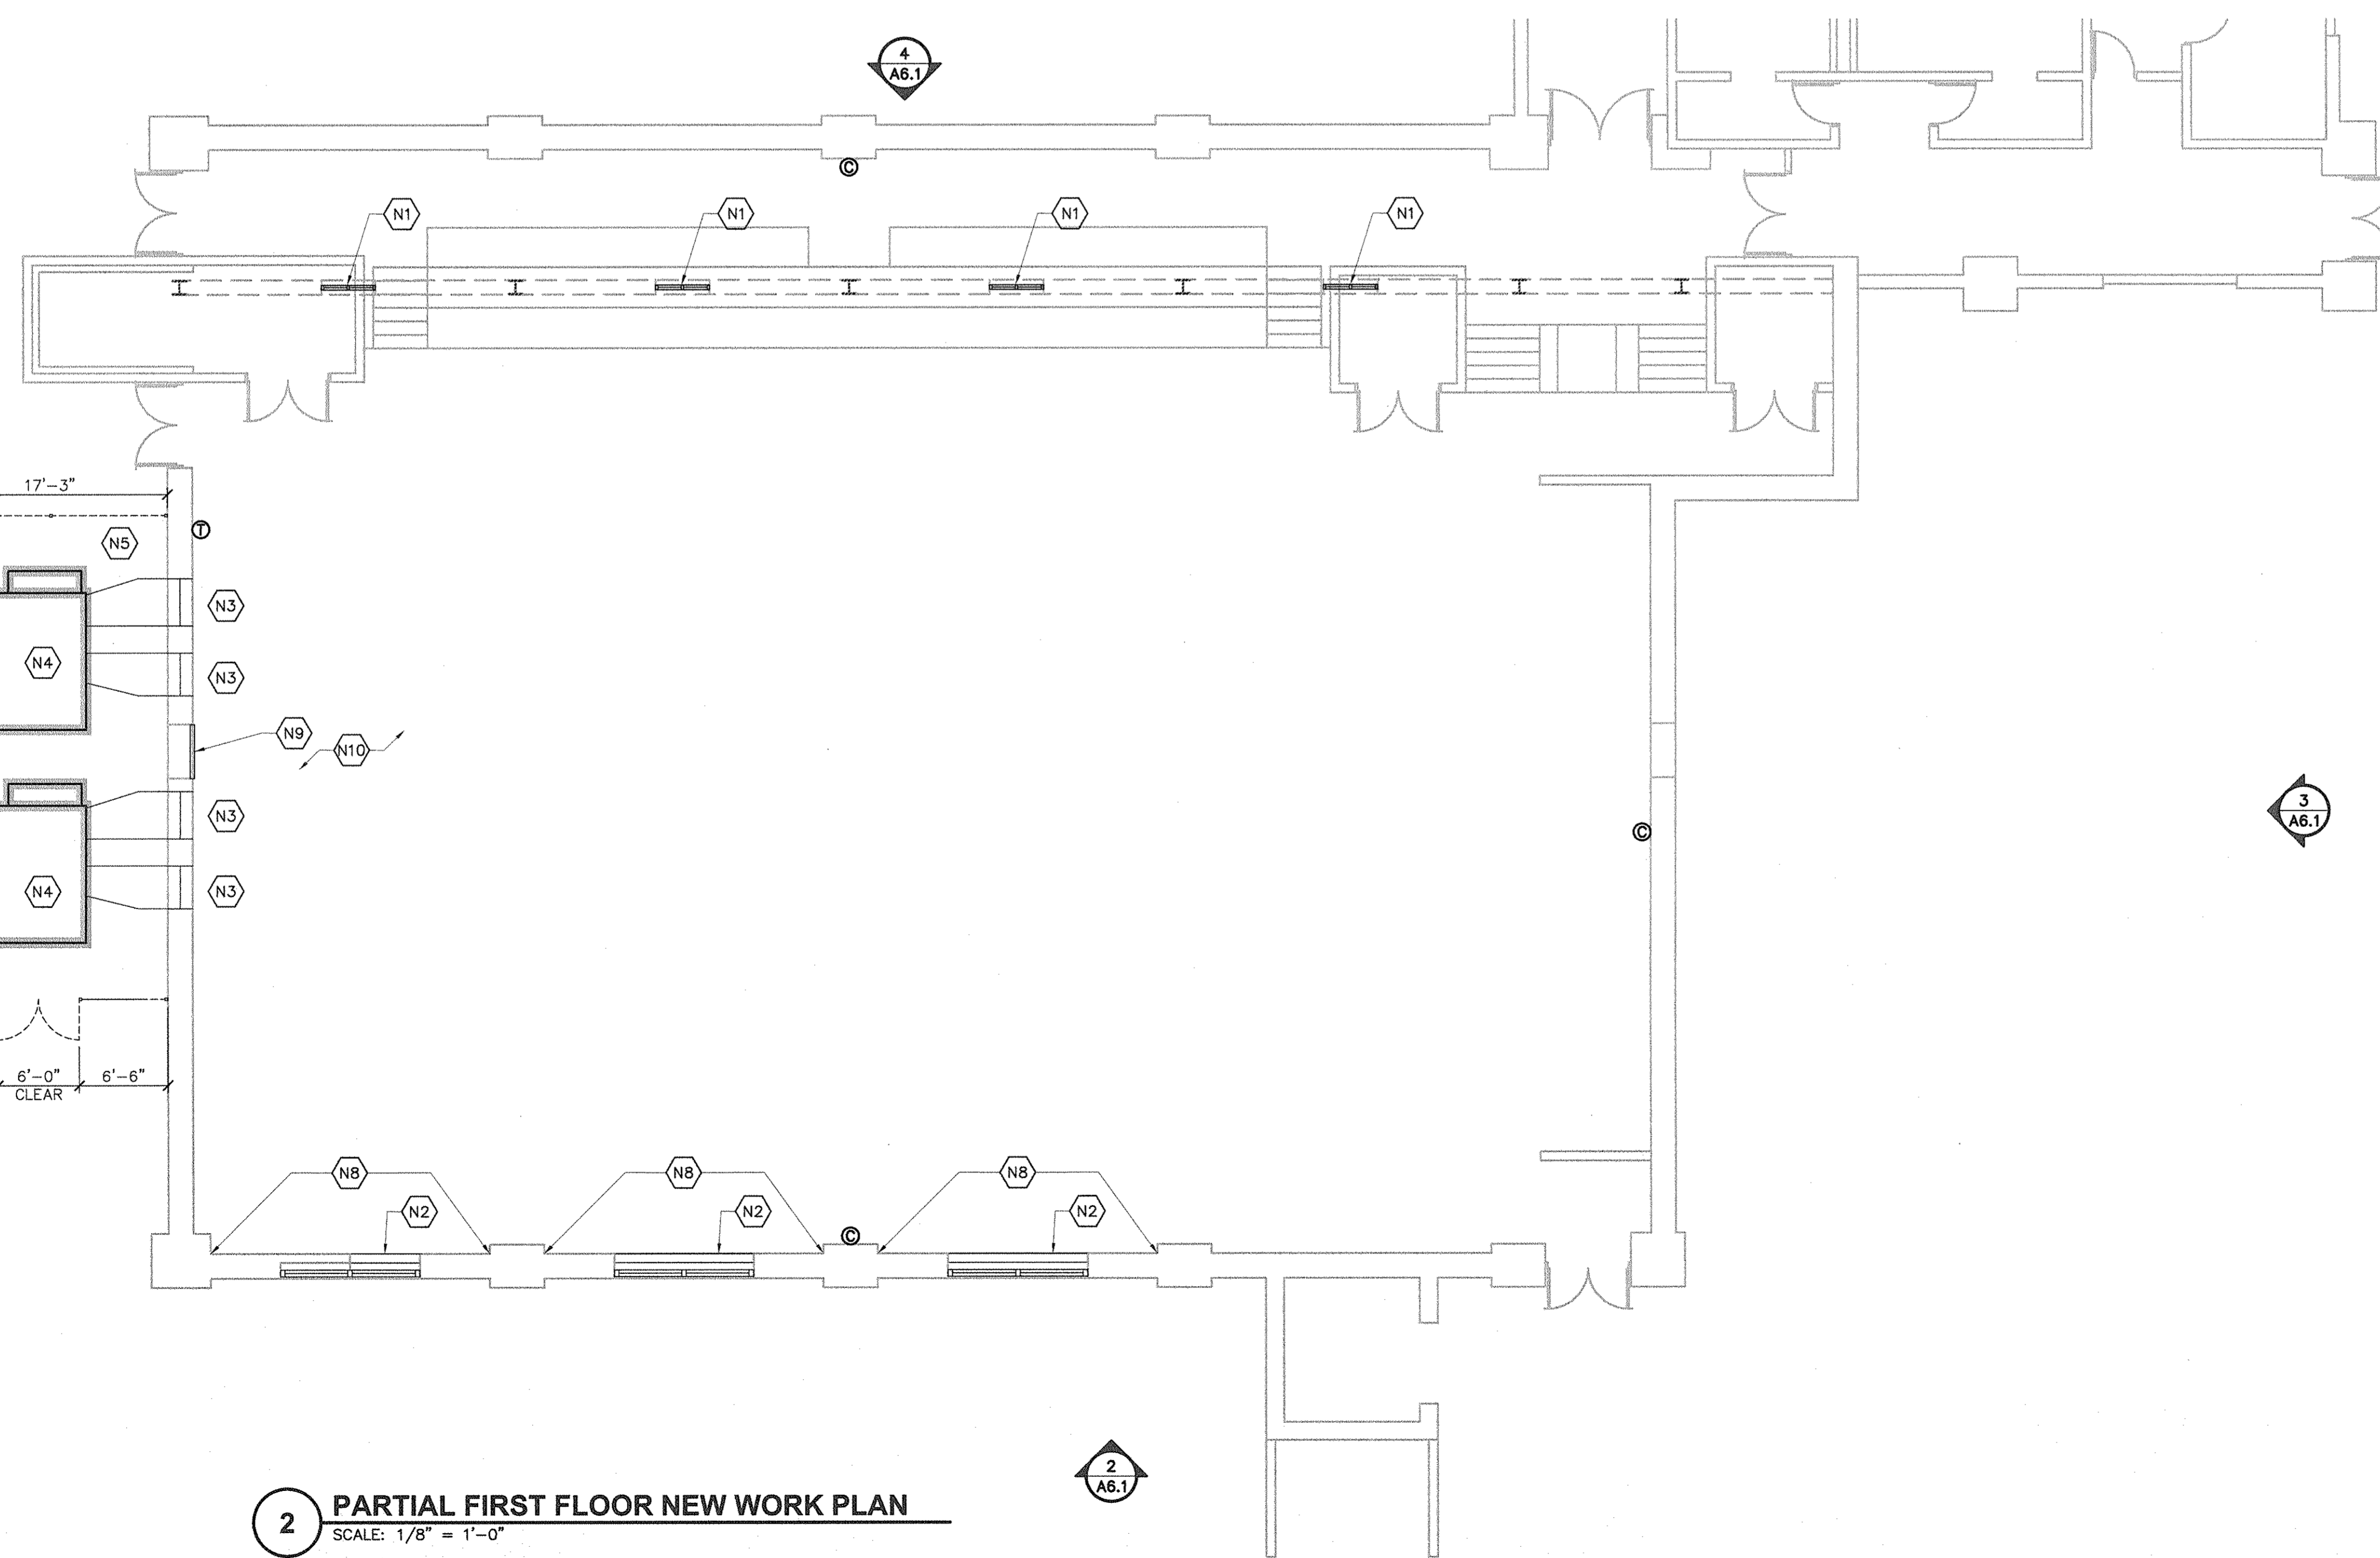 4
A6.1
C
N1
N1
N1
N1
17'-3"
T
N5
N3
N4
N3
N9
N10
3
A6.1
N3
C
N4
N3
6'-0"
CLEAR
6'-6"
N8
N8
N8
N2
N2
N2
C
2
A6.1
2
PARTIAL FIRST FLOOR NEW WORK PLAN
SCALE: 1/8" = 1'-0"